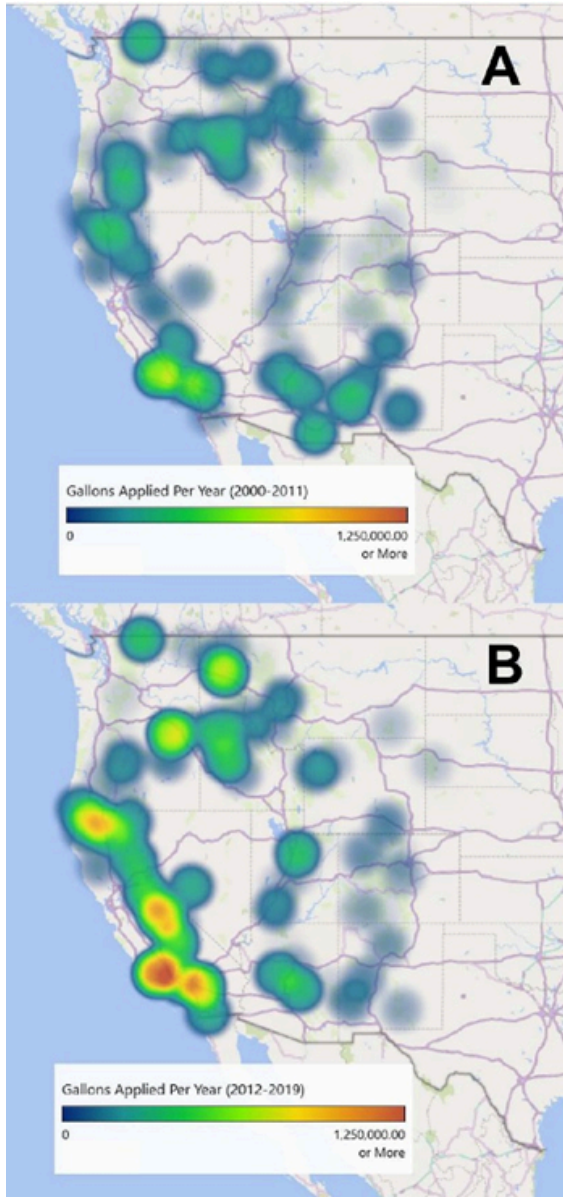 A
Gallons Applied Per Year (2000-2011)
0
1,250,000.00
or More
B
Gallons Applied Per Year (2012-2019)
0
1,250,000.00
or More